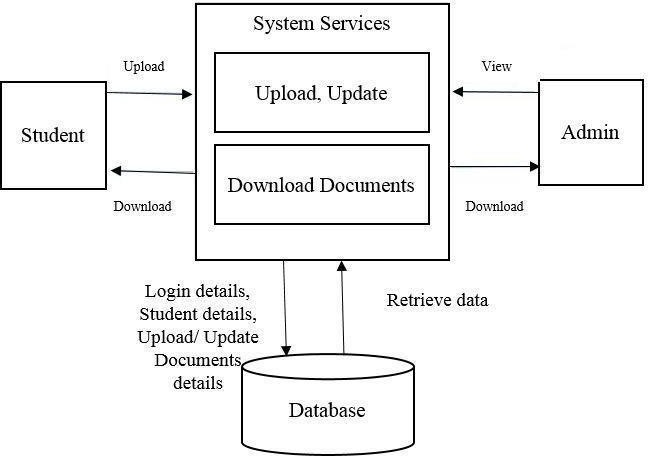 System Services
Upload
View
Upload, Update
Student
Admin
Download Documents
Download
Download
Login details,
Student details,
Upload/ Update
Documents
details
Retrieve data
Database